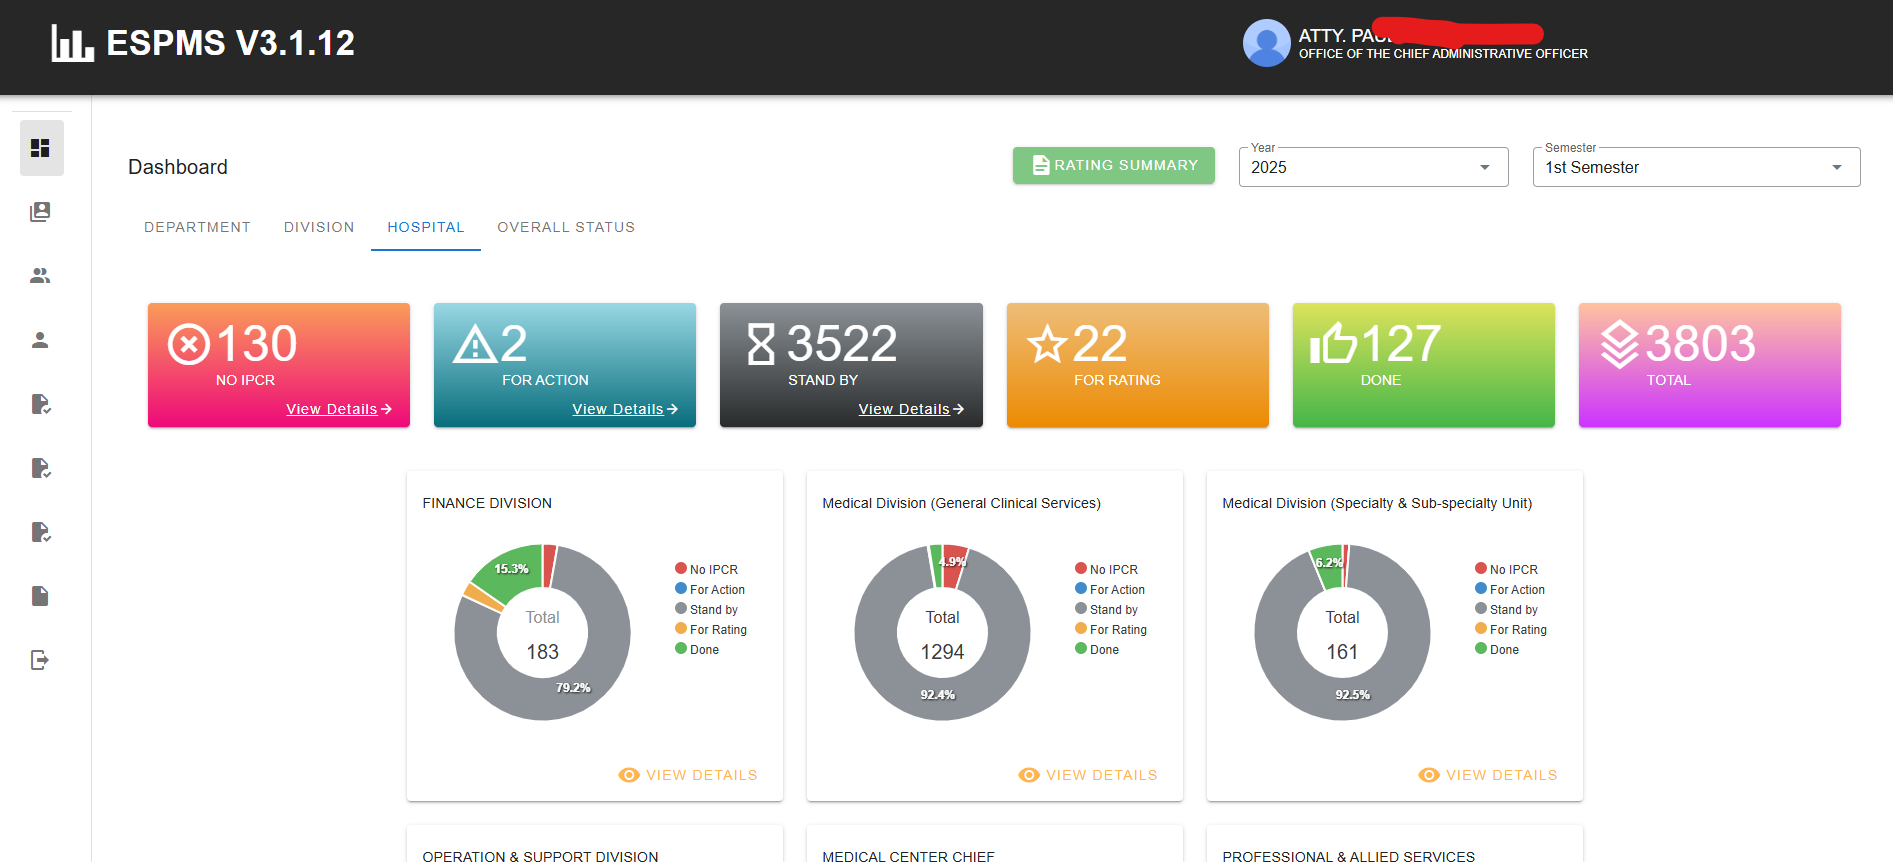 ESPMS V3.1.12
ATTY.
OFFICE OF THE CHIEF ADMINISTRATIVE OFFICER
Dashboard
RATING SUMMARY
Year
2025
Semester
1st Semester
DEPARTMENT
DIVISION
HOSPITAL
OVERALL STATUS
130
NO IPCR
View Details
2
FOR ACTION
View Details
3522
STAND BY
View Details
22
FOR RATING
127
DONE
3803
TOTAL
FINANCE DIVISION
15.3%
79.2%
Total
183
No IPCR
For Action
Stand by
For Rating
Done
VIEW DETAILS
Medical Division (General Clinical Services)
4.9%
92.4%
Total
1294
No IPCR
For Action
Stand by
For Rating
Done
VIEW DETAILS
Medical Division (Specialty & Sub-specialty Unit)
6.2%
92.5%
Total
161
No IPCR
For Action
Stand by
For Rating
Done
VIEW DETAILS
OPERATION & SUPPORT DIVISION
MEDICAL CENTER CHIEF
PROFESSIONAL & ALLIED SERVICES